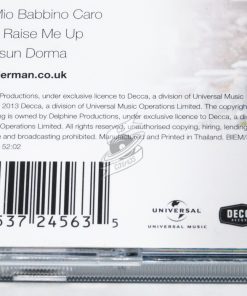 Mio Babbino Caro
Raise Me Up
sun Dorma
erman.co.uk
Productions, under exclusive licence to Decca, a division of Universal Music
2013 Decca, a division of Universal Music Operations Limited. The copyright
ing is owned by Delphine Productions, under exclusive licence to Decca, a
Operations Limited. All rights reserved, unauthorised copying, hiring, lending
e and broadcasting prohibited. Manufactured and Printed in Thailand. BIEM/
52:02
537 24563 5
UNIVERSAL
UNIVERSAL MUSIC
DECCA